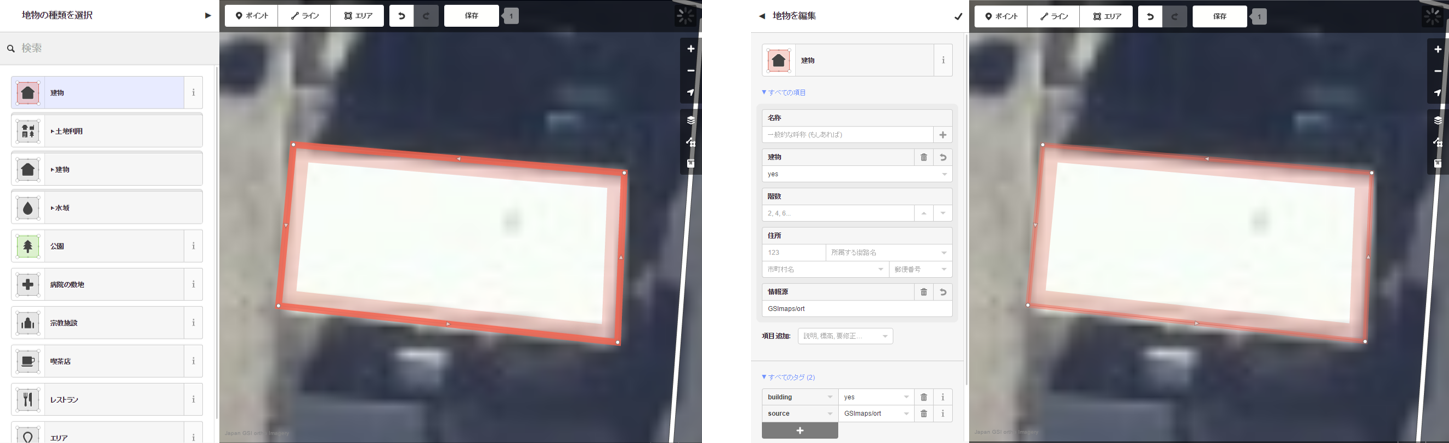 地物の種類を選択
検索
建物
土地利用
建物
水域
公園
病院の敷地
宗教施設
喫茶店
レストラン
エリア
ポイント
ライン
エリア
保存
1
地物を編集
建物
すべての項目
名称
一般的な呼称 (もしあれば)
建物
yes
階数
2, 4, 6...
住所
123
所属する街路名
市町村名
郵便番号
情報源
GSImaps/ort
項目追加:
説明, 標高, 要修正...
すべてのタグ (2)
building
yes
source
GSImaps/ort
ポイント
ライン
エリア
保存
1